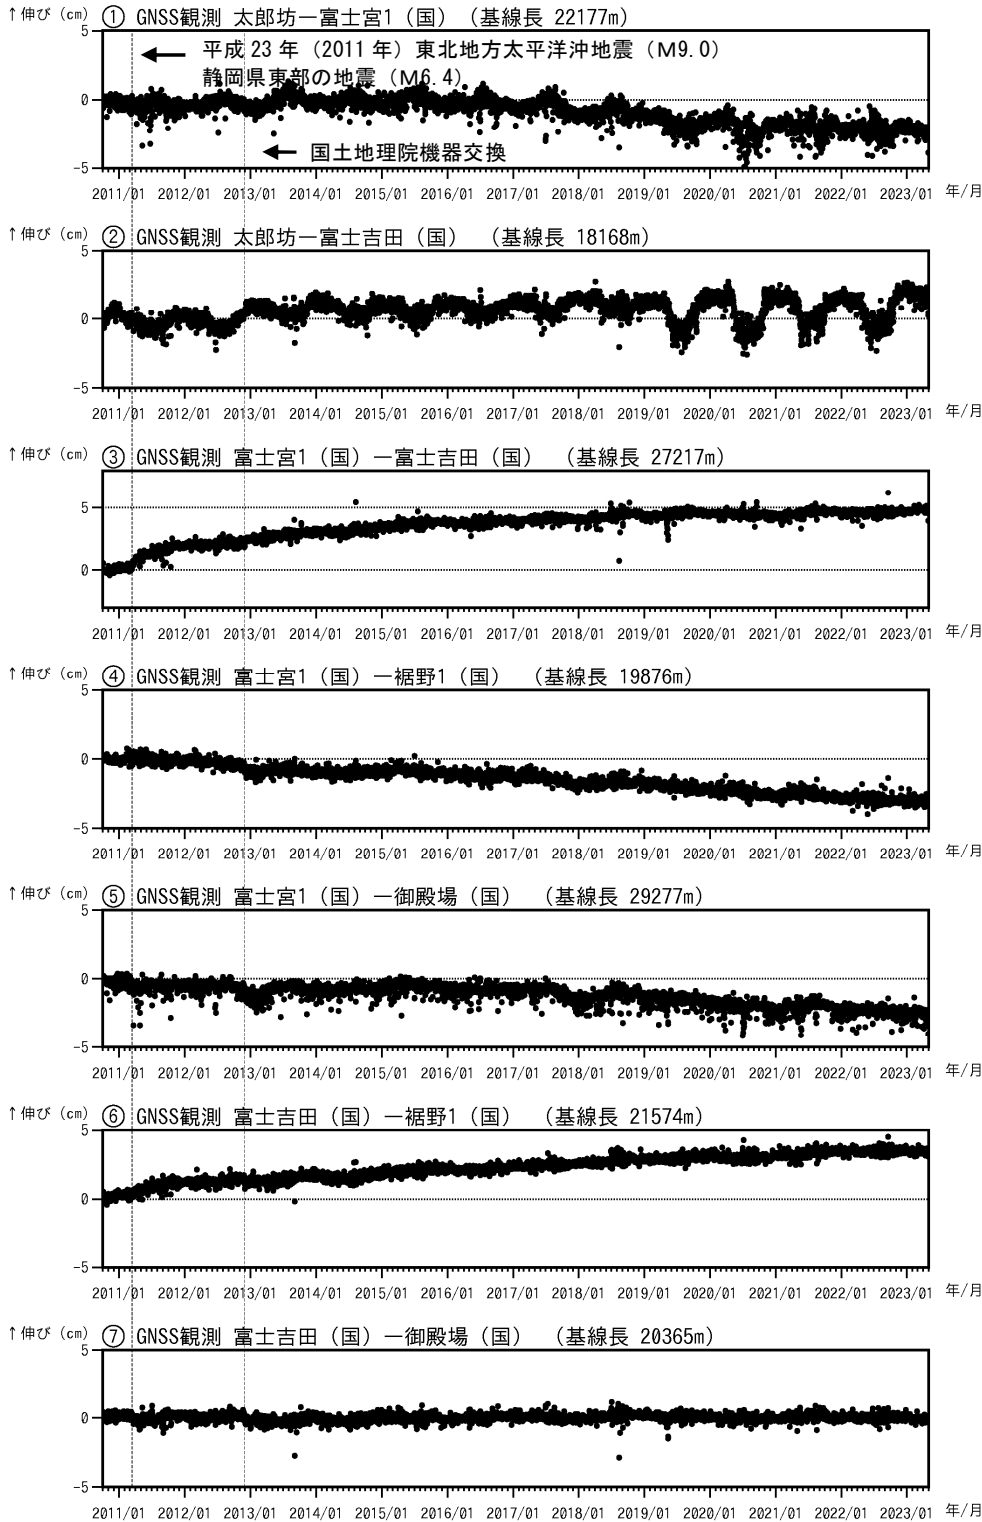 ↑伸び（cm） ① GNSS観測 太郎坊－富士宮1（国）（基線長 22177m）
5
平成 23 年（2011 年）東北地方太平洋沖地震（M9.0）
静岡県東部の地震（M6.4）
0
国土地理院機器交換
-5
2011/01 2012/01 2013/01 2014/01 2015/01 2016/01 2017/01 2018/01 2019/01 2020/01 2021/01 2022/01 2023/01 年/月
↑伸び（cm） ② GNSS観測 太郎坊－富士吉田（国） （基線長 18168m）
5
0
-5
2011/01 2012/01 2013/01 2014/01 2015/01 2016/01 2017/01 2018/01 2019/01 2020/01 2021/01 2022/01 2023/01 年/月
↑伸び（cm） ③ GNSS観測 富士宮1（国）－富士吉田（国） （基線長 27217m）
5
0
2011/01 2012/01 2013/01 2014/01 2015/01 2016/01 2017/01 2018/01 2019/01 2020/01 2021/01 2022/01 2023/01 年/月
↑伸び（cm） ④ GNSS観測 富士宮1（国）－裾野1（国） （基線長 19876m）
5
0
-5
2011/01 2012/01 2013/01 2014/01 2015/01 2016/01 2017/01 2018/01 2019/01 2020/01 2021/01 2022/01 2023/01 年/月
↑伸び（cm） ⑤ GNSS観測 富士宮1（国）－御殿場（国） （基線長 29277m）
5
0
-5
2011/01 2012/01 2013/01 2014/01 2015/01 2016/01 2017/01 2018/01 2019/01 2020/01 2021/01 2022/01 2023/01 年/月
↑伸び（cm） ⑥ GNSS観測 富士吉田（国）－裾野1（国） （基線長 21574m）
5
0
-5
2011/01 2012/01 2013/01 2014/01 2015/01 2016/01 2017/01 2018/01 2019/01 2020/01 2021/01 2022/01 2023/01 年/月
↑伸び（cm） ⑦ GNSS観測 富士吉田（国）－御殿場（国） （基線長 20365m）
5
0
-5
2011/01 2012/01 2013/01 2014/01 2015/01 2016/01 2017/01 2018/01 2019/01 2020/01 2021/01 2022/01 2023/01 年/月